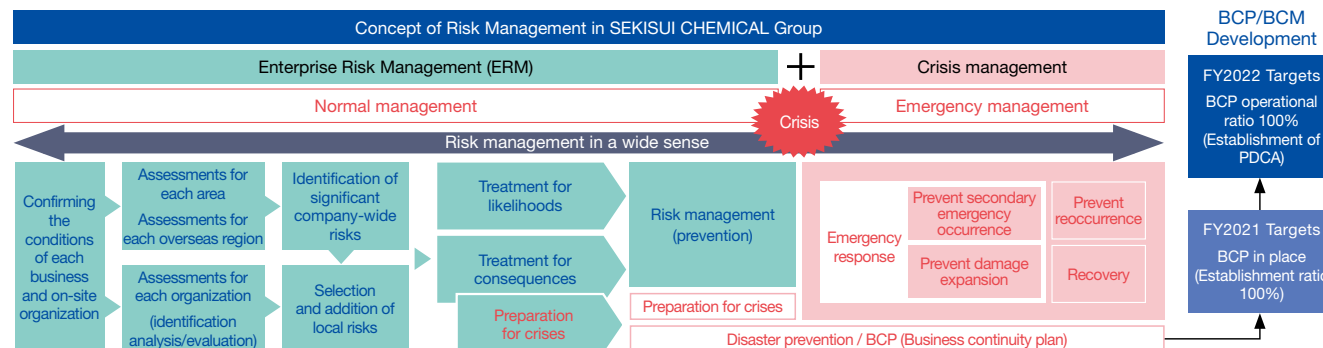 Concept of Risk Management in SEKISUI CHEMICAL Group
Enterprise Risk Management (ERM)
+
Crisis management
Normal management
Crisis
Emergency management
Risk management in a wide sense
Confirming
the
conditions
of each
business
and on-site
organization
Assessments for
each area
Assessments for
each overseas region
Assessments for
each organization
(identification
analysis/evaluation)
Identification of
significant
company-wide
risks
Selection
and addition of
local risks
Treatment for
likelihoods
Treatment for
consequences
Preparation
for crises
Risk management
(prevention)
Preparation for crises
Emergency
response
Prevent secondary
emergency
occurrence
Prevent damage
expansion
Prevent
reoccurrence
Recovery
Disaster prevention / BCP (Business continuity plan)
BCP/BCM
Development
FY2022 Targets
BCP operational
ratio 100%
(Establishment of
PDCA)
FY2021 Targets
BCP in place
(Establishment ratio
100%)